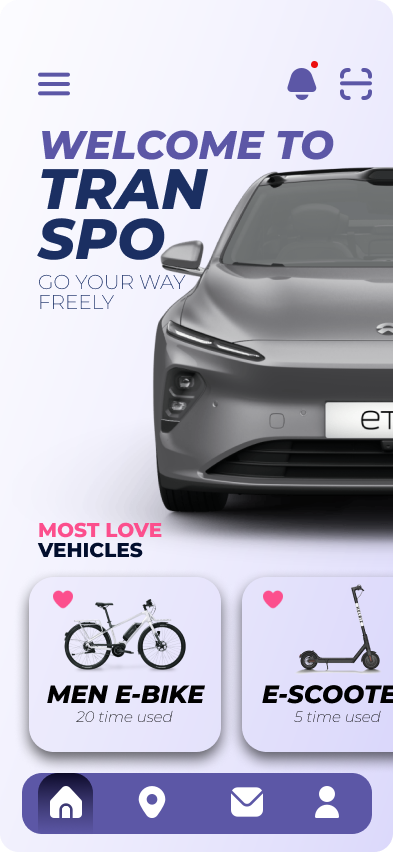 WELCOME TO
TRAN
SPO
GO YOUR WAY
FREELY
eT
MOST LOVE
VEHICLES
MEN E-BIKE
E-SCOOTE
20 time used
5 time used